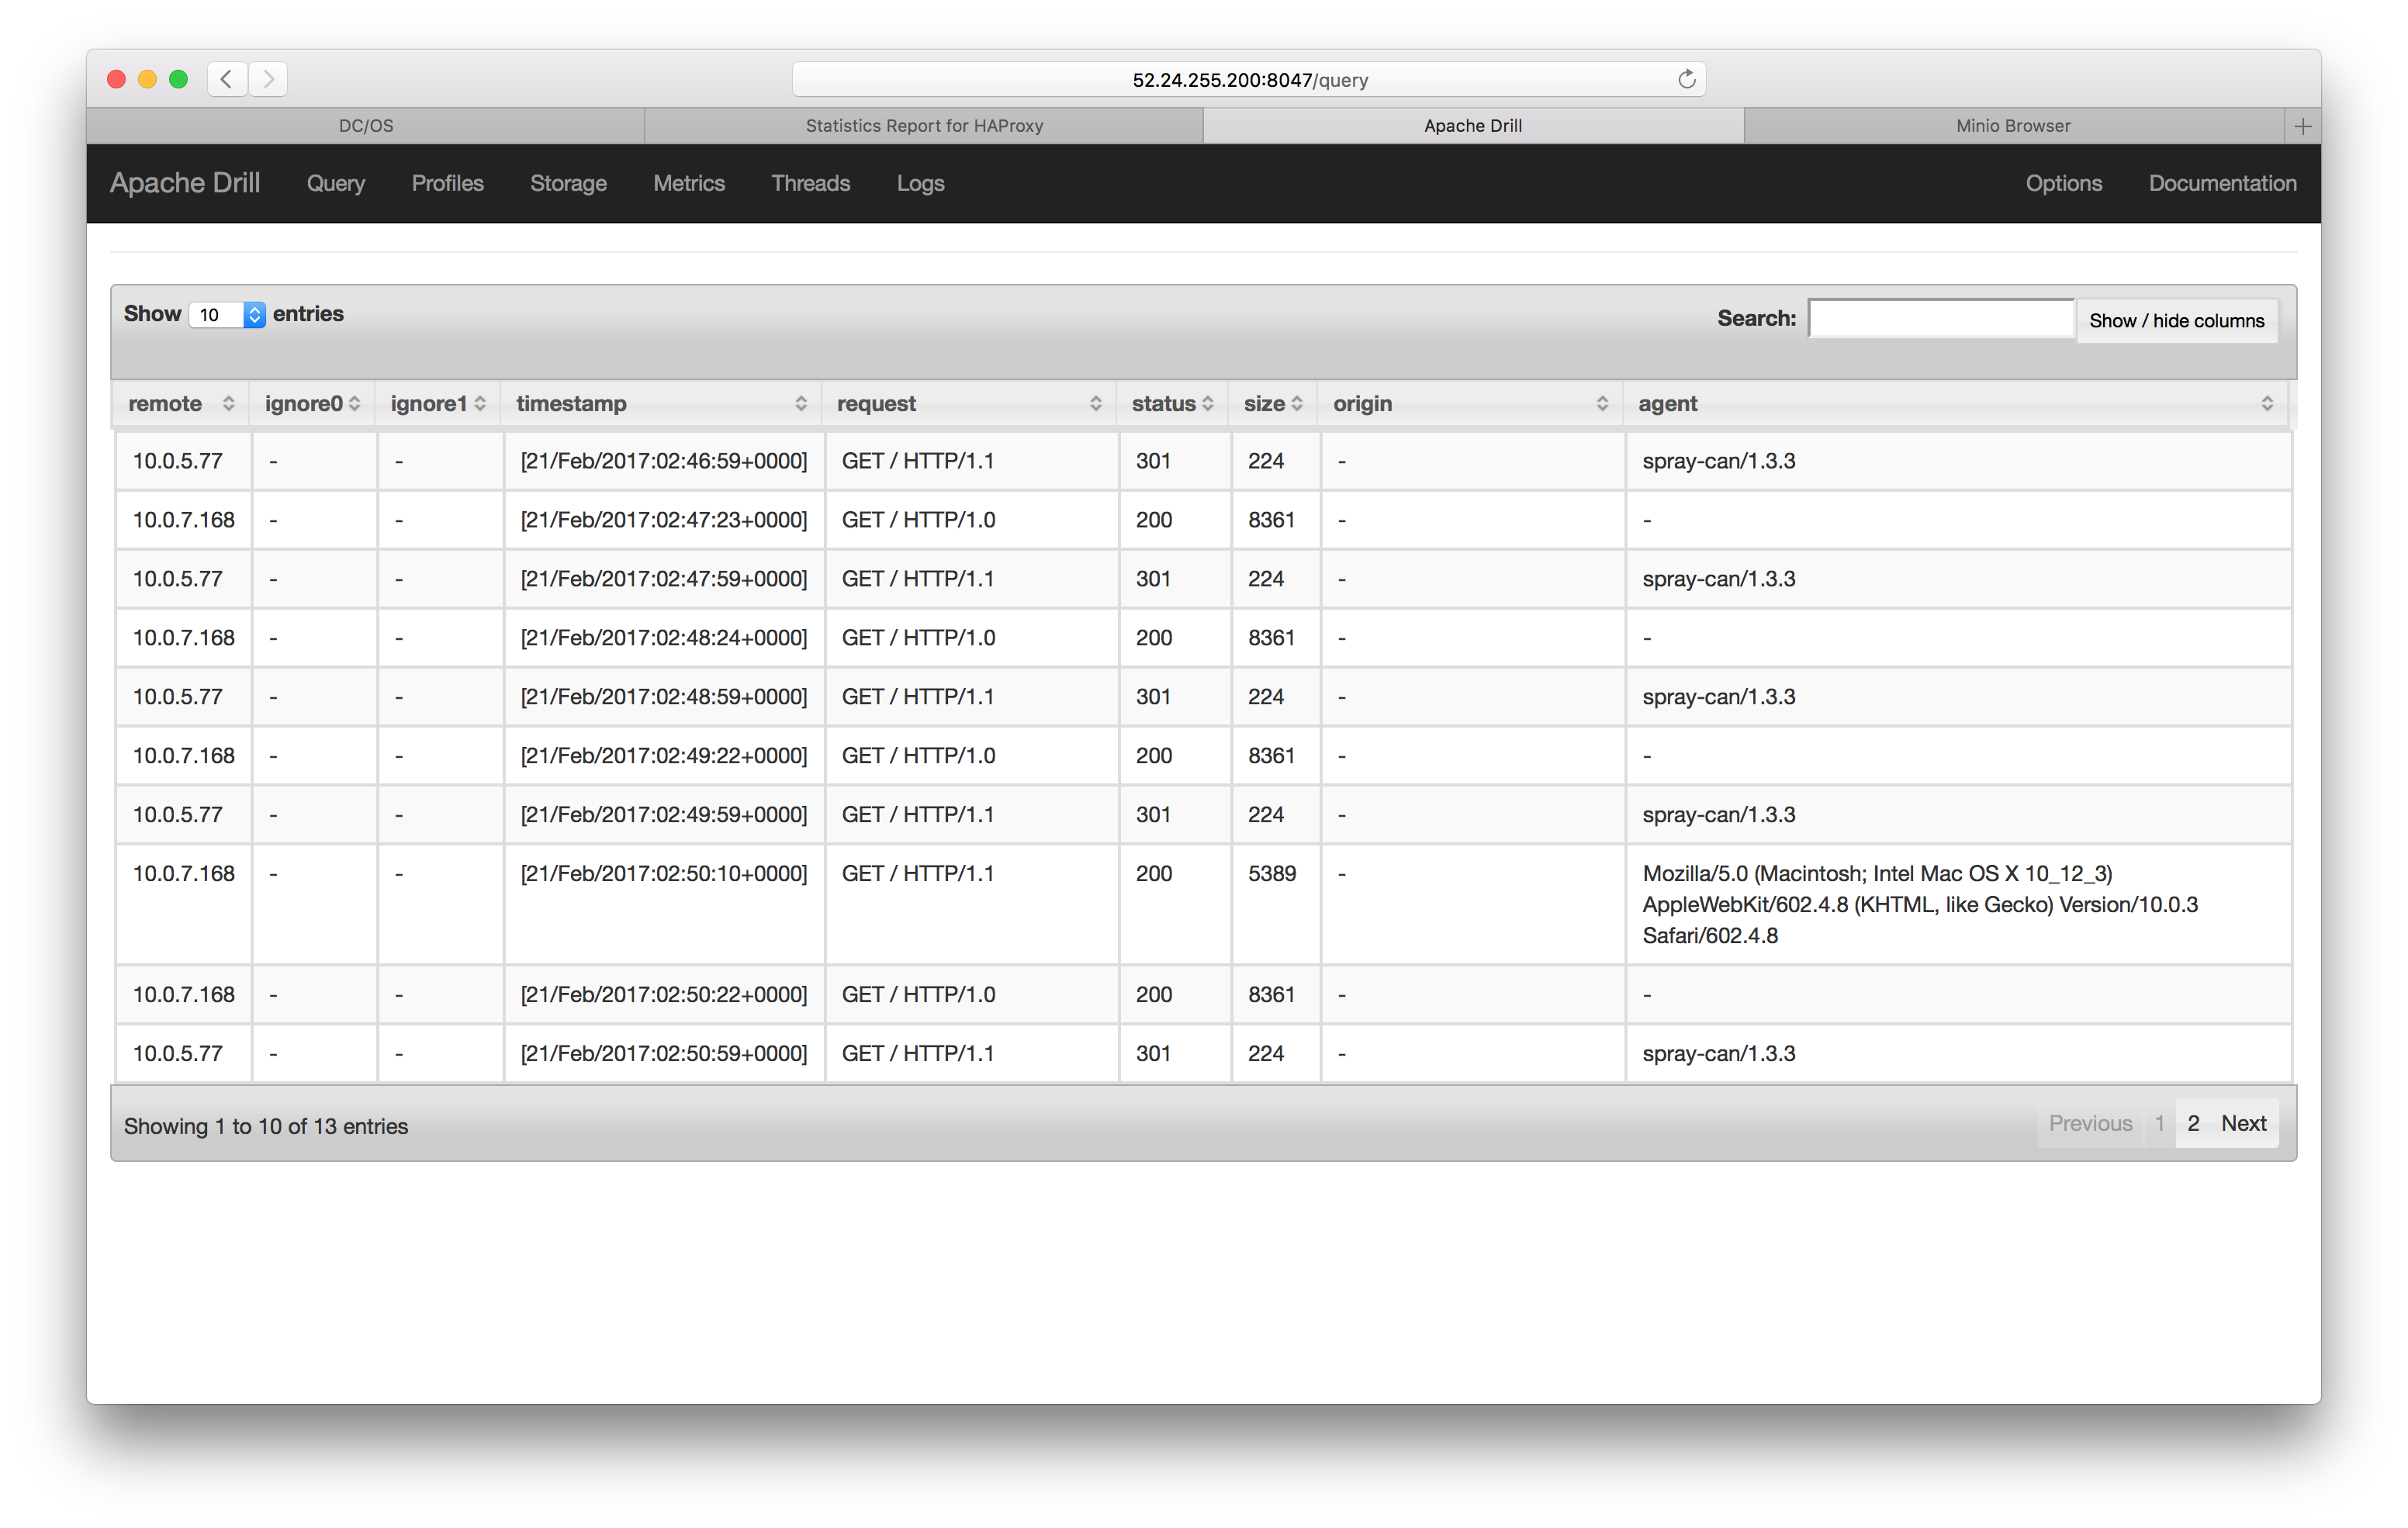 52.24.255.200:8047/query
DC/OS Statistics Report for HAProxy Apache Drill Minio Browser
Apache Drill Query Profiles Storage Metrics Threads Logs Options Documentation
Show 10 entries Search: Show / hide columns
remote ignore0 ignore1 timestamp request status size origin agent
10.0.5.77 - - [21/Feb/2017:02:46:59+0000] GET / HTTP/1.1 301 224 - spray-can/1.3.3
10.0.7.168 - - [21/Feb/2017:02:47:23+0000] GET / HTTP/1.0 200 8361 - -
10.0.5.77 - - [21/Feb/2017:02:47:59+0000] GET / HTTP/1.1 301 224 - spray-can/1.3.3
10.0.7.168 - - [21/Feb/2017:02:48:24+0000] GET / HTTP/1.0 200 8361 - -
10.0.5.77 - - [21/Feb/2017:02:48:59+0000] GET / HTTP/1.1 301 224 - spray-can/1.3.3
10.0.7.168 - - [21/Feb/2017:02:49:22+0000] GET / HTTP/1.0 200 8361 - -
10.0.5.77 - - [21/Feb/2017:02:49:59+0000] GET / HTTP/1.1 301 224 - spray-can/1.3.3
10.0.7.168 - - [21/Feb/2017:02:50:10+0000] GET / HTTP/1.1 200 5389 - Mozilla/5.0 (Macintosh; Intel Mac OS X 10_12_3)
AppleWebKit/602.4.8 (KHTML, like Gecko) Version/10.0.3
Safari/602.4.8
10.0.7.168 - - [21/Feb/2017:02:50:22+0000] GET / HTTP/1.0 200 8361 - -
10.0.5.77 - - [21/Feb/2017:02:50:59+0000] GET / HTTP/1.1 301 224 - spray-can/1.3.3
Showing 1 to 10 of 13 entries Previous 1 2 Next